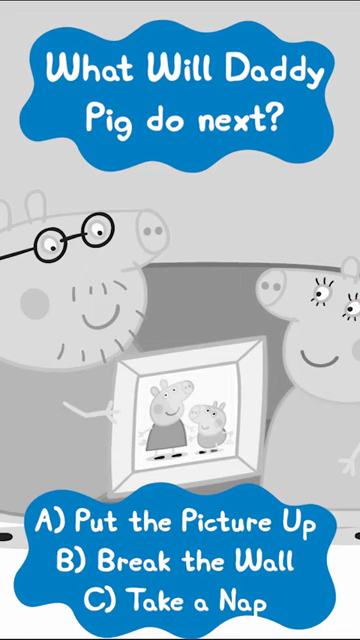 What Will Daddy
Pig do next?
A) Put the Picture Up
B) Break the Wall
C) Take a Nap